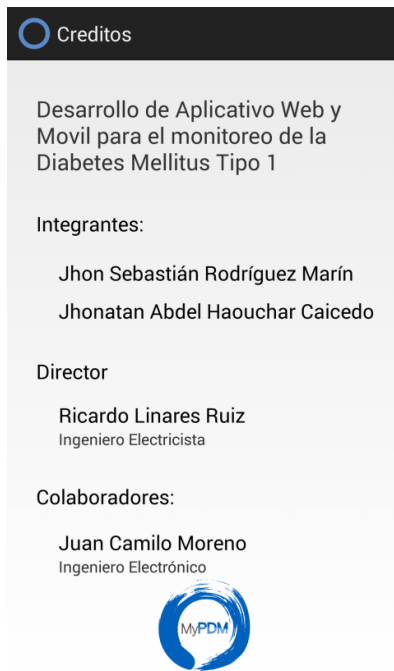 Creditos
Desarrollo de Aplicativo Web y
Movil para el monitoreo de la
Diabetes Mellitus Tipo 1
Integrantes:
Jhon Sebastián Rodríguez Marín
Jhonatan Abdel Haouchar Caicedo
Director
Ricardo Linares Ruiz
Ingeniero Electricista
Colaboradores:
Juan Camilo Moreno
Ingeniero Electrónico
MyPDM